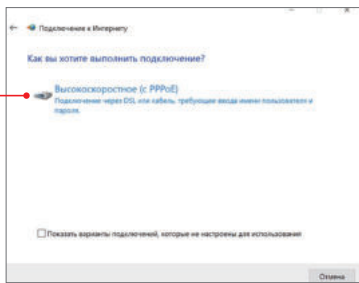 Подключение к Интернету
Как вы хотите выполнить подключение?
Высокоскоростное (с PPPoE)
Подключение через DSL или кабель, требующее ввода имени пользователя и
пароля.
Показать варианты подключений, которые не настроены для использования
Отмена